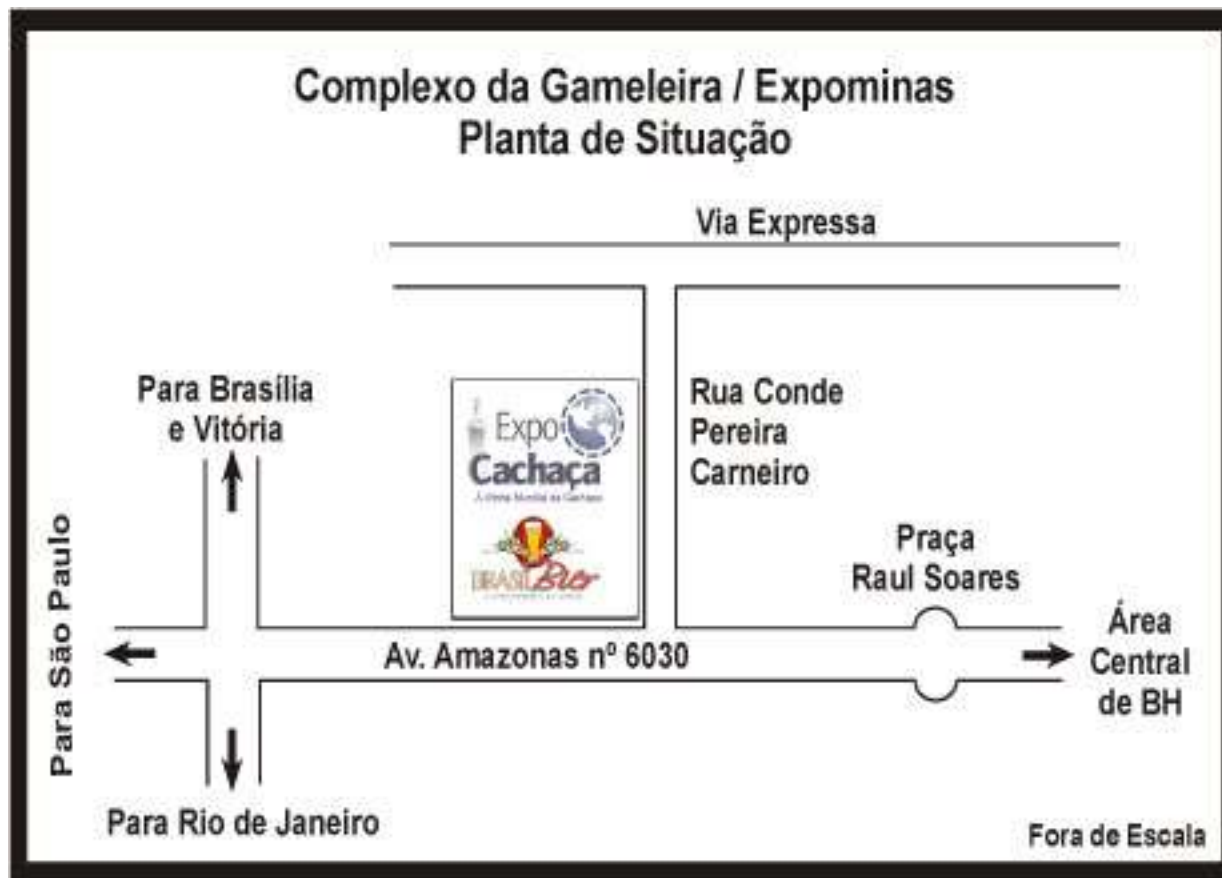 Complexo da Gameleira / Expominas
Planta de Situação
Via Expressa
Para Brasília
e Vitória
Expo
Cachaça
BRASIL Bier
Rua Conde
Pereira
Carneiro
Praça
Raul Soares
Para São Paulo
Av. Amazonas nº 6030
Área
Central
de BH
Para Rio de Janeiro
Fora de Escala